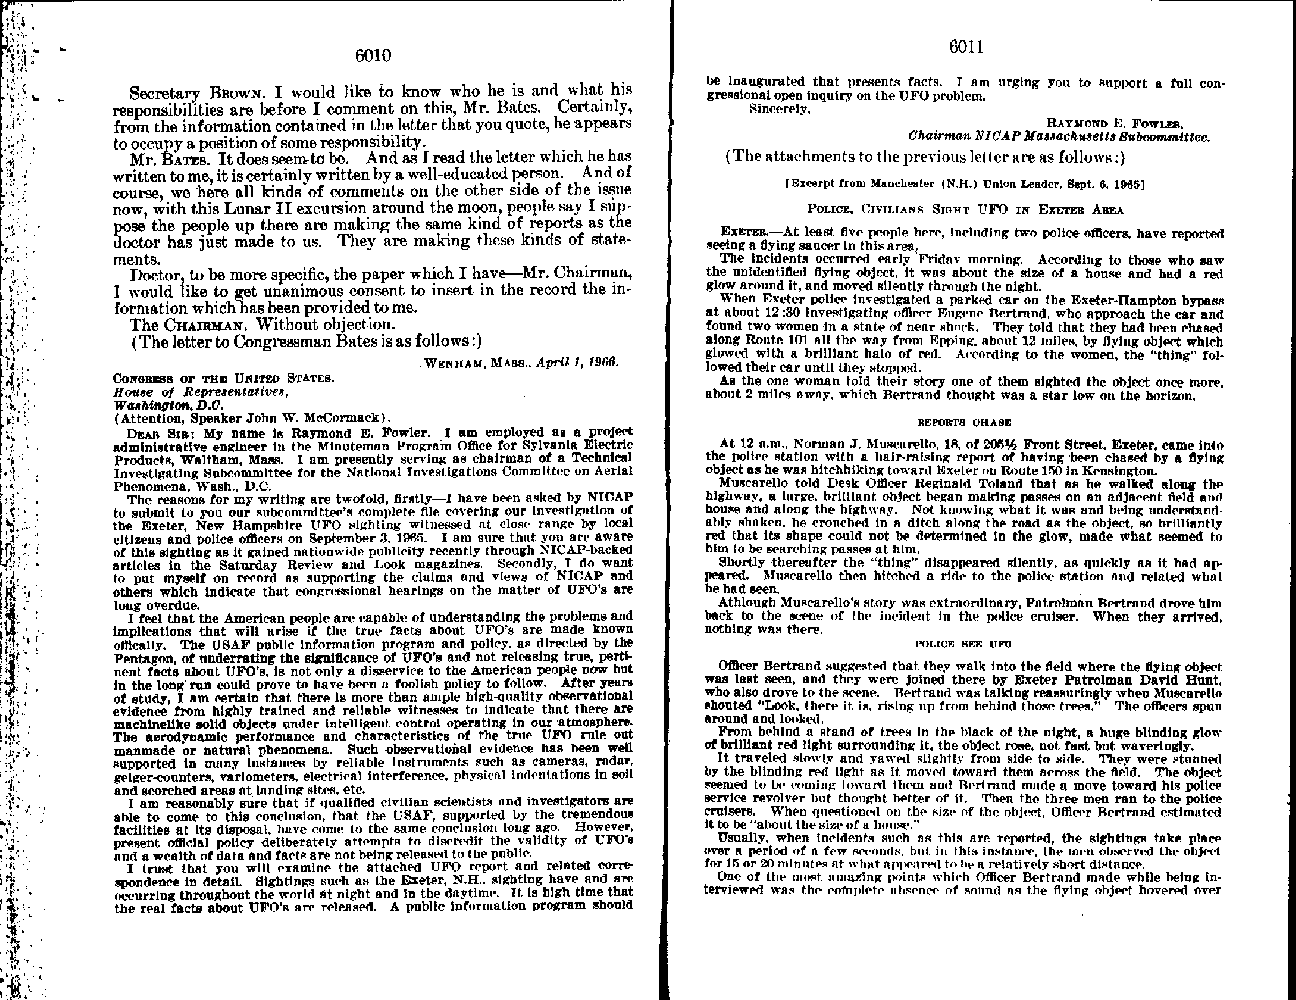 6010
Secretary BROWN. I would like to know who he is and what his
responsibilities are before I comment on this, Mr. Bates. Certainly,
from the information contained in the letter that you quote, he appears
to occupy a position of some responsibility.
Mr. BATES. It does seem to be. And as I read the letter which he has
written to me, it is certainly written by a well-educated person. And of
course, we here all kinds of comments on the other side of the issue
now, with this Lunar II excursion around the moon, people say I sup-
pose the people up there are making the same kind of reports as the
doctor has just made to us. They are making these kinds of state-
ments.
Doctor, to be more specific, the paper which I have—Mr. Chairman,
I would like to get unanimous consent to insert in the record the in-
formation which has been provided to me.
The CHAIRMAN. Without objection.
(The letter to Congressman Bates is as follows:)
WENHAM, MASS., April 1, 1966.
CONGRESS OF THE UNITED STATES.
House of Representatives,
Washington, D.C.
(Attention, Speaker John W. McCormack).
DEAR SIR: My name is Raymond E. Fowler. I am employed as a project
administrative engineer in the Minuteman Program Office for Sylvania Electric
Products, Waltham, Mass. I am presently serving as chairman of a Technical
Investigating Subcommittee for the National Investigations Committee on Aerial
Phenomena, Wash., D.C.
The reasons for my writing are twofold, firstly—I have been asked by NICAP
to submit to you our subcommittee's complete file covering our investigation of
the Exeter, New Hampshire UFO sighting witnessed at close range by local
citizens and police officers on September 3, 1965. I am sure that you are aware
of this sighting as it gained nationwide publicity recently through NICAP-backed
articles in the Saturday Review and Look magazines. Secondly, I do want
to put myself on record as supporting the claims and views of NICAP and
others which indicate that congressional hearings on the matter of UFO's are
long overdue.
I feel that the American people are capable of understanding the problems and
implications that will arise if the true facts about UFO's are made known
offically. The USAF public information program and policy, as directed by the
Pentagon, of underrating the significance of UFO's and not releasing true, perti-
nent facts about UFO's, is not only a disservice to the American people now but
in the long run could prove to have been a foolish policy to follow. After years
of study, I am certain that there is more than ample high-quality observational
evidence from highly trained and reliable witnesses to indicate that there are
machinelike solid objects under intelligent control operating in our atmosphere.
The aerodynamic performance and characteristics of the true UFO rule out
manmade or natural phenomena. Such observational evidence has been well
supported in many instances by reliable instruments such as cameras, radar,
geiger-counters, variometers, electrical interference, physical indentations in soil
and scorched areas at landing sites, etc.
I am reasonably sure that if qualified civilian scientists and investigators are
able to come to this conclusion, that the USAF, supported by the tremendous
facilities at its disposal, have come to the same conclusion long ago. However,
present official policy deliberately attempts to discredit the validity of UFO's
and a wealth of data and facts are not being released to the public.
I trust that you will examine the attached UFO report and related corre-
spondence in detail. Sightings such as the Exeter, N.H., sighting have and are
occurring throughout the world at night and in the daytime. It is high time that
the real facts about UFO's are released. A public information program should
6011
be inaugurated that presents facts. I am urging you to support a full con-
gressional open inquiry on the UFO problem.
Sincerely,
RAYMOND E. FOWLER,
Chairman NICAP Massachusetts Subcommittee.
(The attachments to the previous letter are as follows:)
[Excerpt from Manchester (N.H.) Union Leader, Sept. 6, 1965]
POLICE, CIVILIANS SIGHT UFO IN EXETER AREA
EXETER.—At least five people here, including two police officers, have reported
seeing a flying saucer in this area.
The incidents occurred early Friday morning. According to those who saw
the unidentified flying object, it was about the size of a house and had a red
glow around it, and moved silently through the night.
When Exeter police investigated a parked car on the Exeter-Hampton bypass
at about 12:30 investigating officer Eugene Bertrand, who approach the car and
found two women in a state of near shock. They told that they had been chased
along Route 101 all the way from Epping, about 12 miles, by flying object which
glowed with a brilliant halo of red. According to the women, the "thing" fol-
lowed their car until they stopped.
As the one woman told their story one of them sighted the object once more,
about 2 miles away, which Bertrand thought was a star low on the horizon.
REPORTS CHASE
At 12 a.m., Norman J. Muscarello, 18, of 205½ Front Street, Exeter, came into
the police station with a hair-raising report of having been chased by a flying
object as he was hitchhiking toward Exeter on Route 150 in Kensington.
Muscarello told Desk Officer Reginald Toland that as he walked along the
highway, a large, brilliant object began making passes on an adjacent field and
house and along the highway. Not knowing what it was and being understand-
ably shaken, he crouched in a ditch along the road as the object, so brilliantly
red that its shape could not be determined in the glow, made what seemed to
him to be searching passes at him.
Shortly thereafter the "thing" disappeared silently, as quickly as it had ap-
peared. Muscarello then hitched a ride to the police station and related what
he had seen.
Athlough Muscarello's story was extraordinary, Patrolman Bertrand drove him
back to the scene of the incident in the police cruiser. When they arrived,
nothing was there.
POLICE SEE UFO
Officer Bertrand suggested that they walk into the field where the flying object
was last seen, and they were joined there by Exeter Patrolman David Hunt,
who also drove to the scene. Bertrand was talking reassuringly when Muscarello
shouted "Look, there it is, rising up from behind those trees." The officers spun
around and looked.
From behind a stand of trees in the black of the night, a huge blinding glow
of brilliant red light surrounding it, the object rose, not fast but waveringly.
It traveled slowly and yawed slightly from side to side. They were stunned
by the blinding red light as it moved toward them across the field. The object
seemed to be coming toward them and Bertrand made a move toward his police
service revolver but thought better of it. Then the three men ran to the police
cruisers. When questioned on the size of the object, Officer Bertrand estimated
it to be "about the size of a house."
Usually, when incidents such as this are reported, the sightings take place
over a period of a few seconds, but in this instance, the men observed the object
for 15 or 20 minutes at what appeared to be a relatively short distance.
One of the most amazing points which Officer Bertrand made while being in-
terviewed was the complete absence of sound as the flying object hovered over